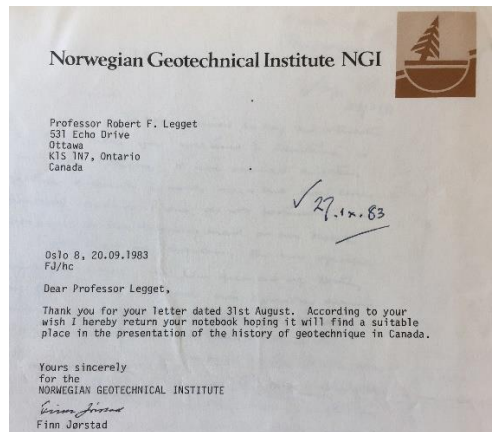 Norwegian Geotechnical Institute NGI
Professor Robert F. Legget
531 Echo Drive
Ottawa
K1S 1N7, Ontario
Canada
✓ 27.ix.83
Oslo 8, 20.09.1983
FJ/hc
Dear Professor Legget,
Thank you for your letter dated 31st August. According to your
wish I hereby return your notebook hoping it will find a suitable
place in the presentation of the history of geotechnique in Canada.
Yours sincerely
for the
NORWEGIAN GEOTECHNICAL INSTITUTE
Finn Jørstad
Finn Jørstad